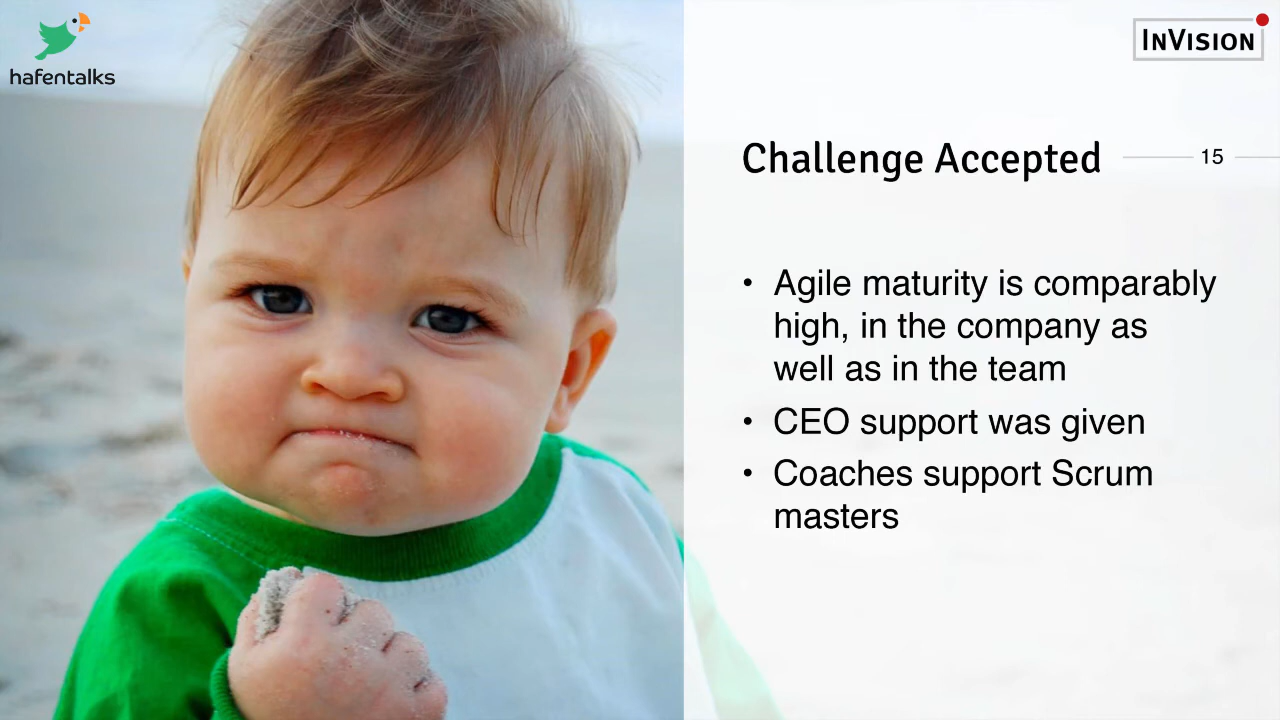 hafentalks
INVISION
Challenge Accepted
15
• Agile maturity is comparably
high, in the company as
well as in the team
• CEO support was given
• Coaches support Scrum
masters